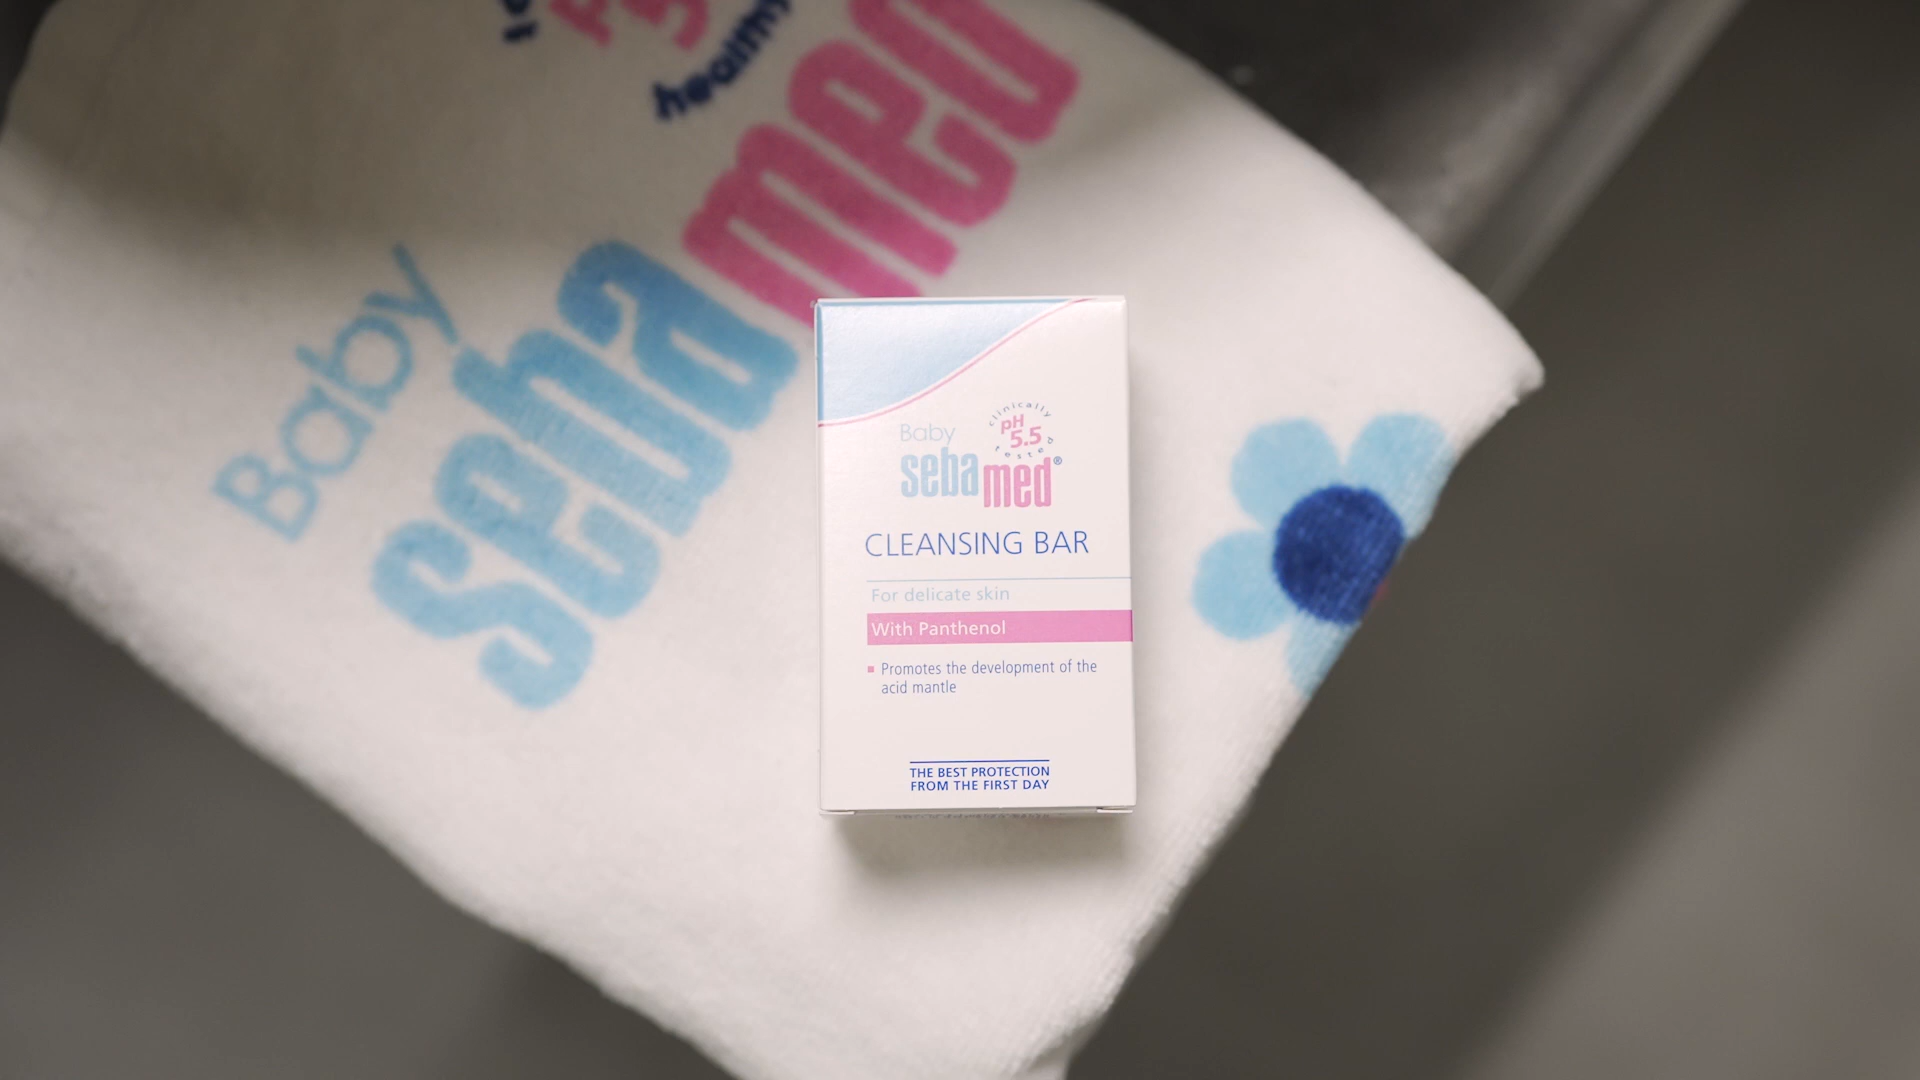 healthy
Baby
sebamed
clinically
pH
5.5
tested
Baby
sebamed®
CLEANSING BAR
For delicate skin
With Panthenol
Promotes the development of the
acid mantle
THE BEST PROTECTION
FROM THE FIRST DAY